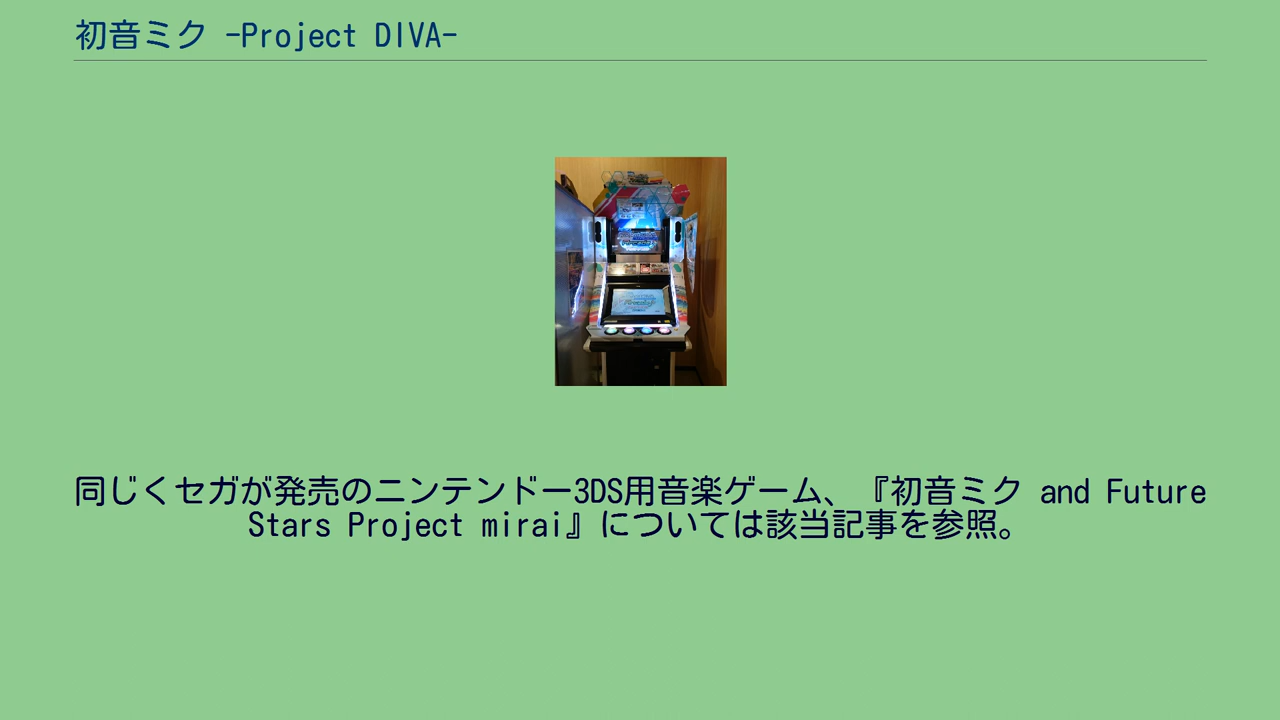 初音ミク -Project DIVA-
同じくセガが発売のニンテンドー3DS用音楽ゲーム、『初音ミク and Future
Stars Project mirai』については該当記事を参照。